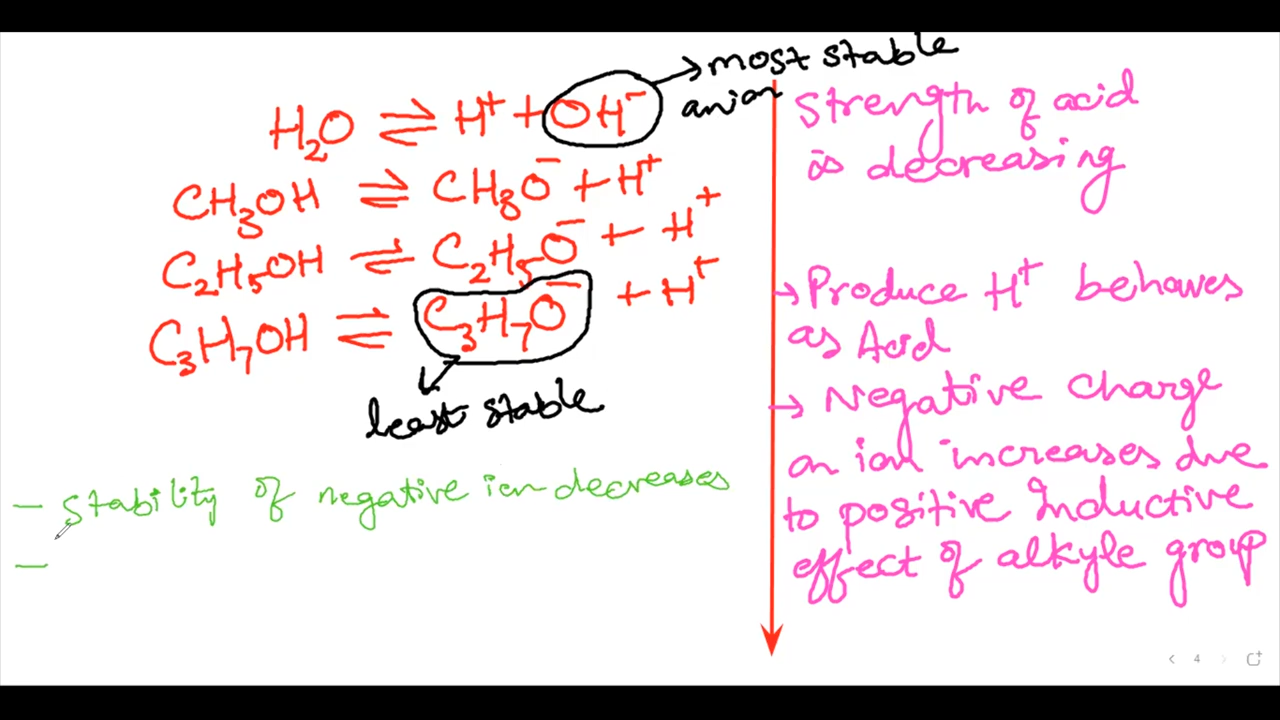 H₂O ⇌ H⁺ + OH⁻
most stable
anion
CH₃OH ⇌ CH₃O⁻ + H⁺
C₂H₅OH ⇌ C₂H₅O⁻ + H⁺
C₃H₇OH ⇌ C₃H₇O⁻ + H⁺
least stable
– Stability of negative ion decreases
–
Strength of acid
is decreasing
→ Produce H⁺ behaves
as Acid
→ Negative charge
on ion increases due
to positive Inductive
effect of alkyle group
4